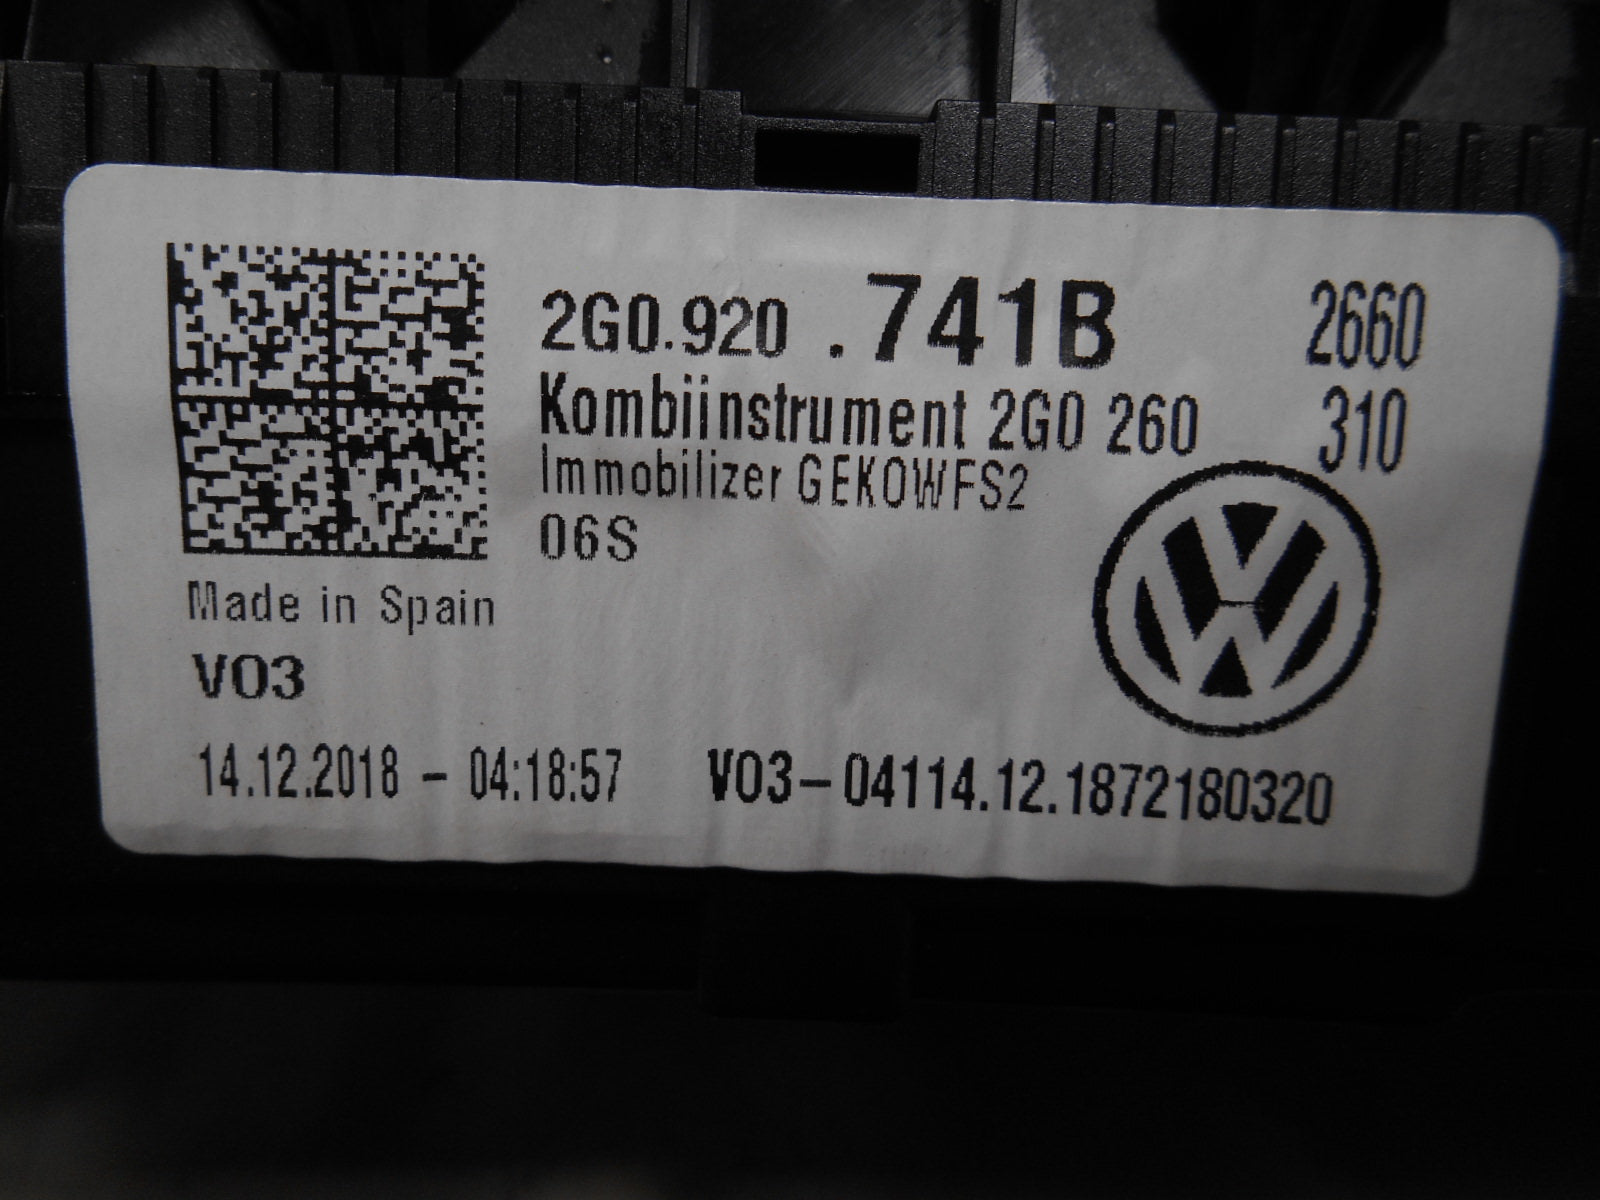 2G0.920 .741B 2660
Kombiinstrument 2G0 260 310
Immobilizer GEKOWFS2
06S
Made in Spain
V03
14.12.2018 - 04:18:57 V03-04114.12.1872180320